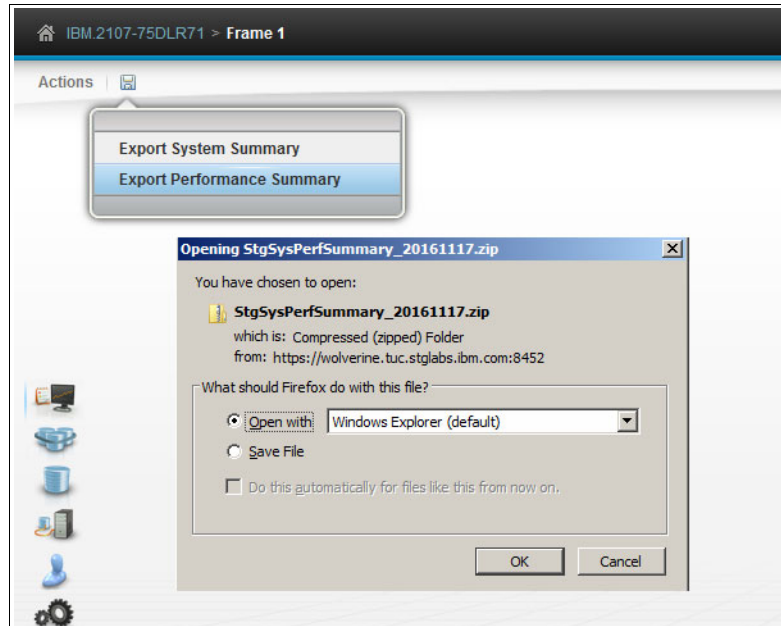 IBM.2107-75DLR71 > Frame 1
Actions
Export System Summary
Export Performance Summary
Opening StgSysPerfSummary_20161117.zip
You have chosen to open:
StgSysPerfSummary_20161117.zip
which is: Compressed (zipped) Folder
from: https://wolverine.tuc.stglabs.ibm.com:8452
What should Firefox do with this file?
Open with Windows Explorer (default)
Save File
Do this automatically for files like this from now on.
OK Cancel